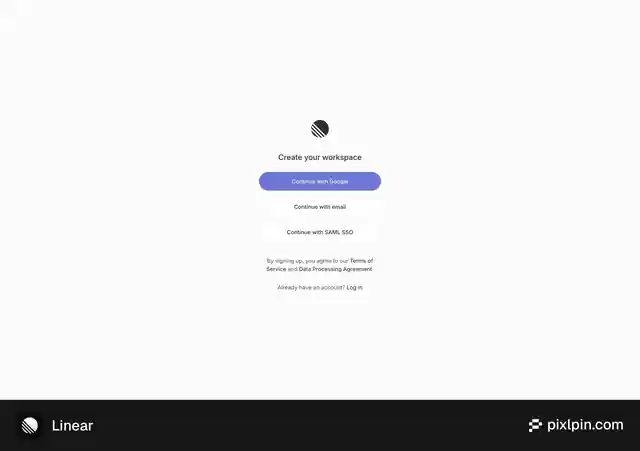 Create your workspace
Continue with Google
Continue with email
Continue with SAML SSO
By signing up, you agree to our Terms of
Service and Data Processing Agreement
Already have an account? Log in
Linear
pixlpin.com